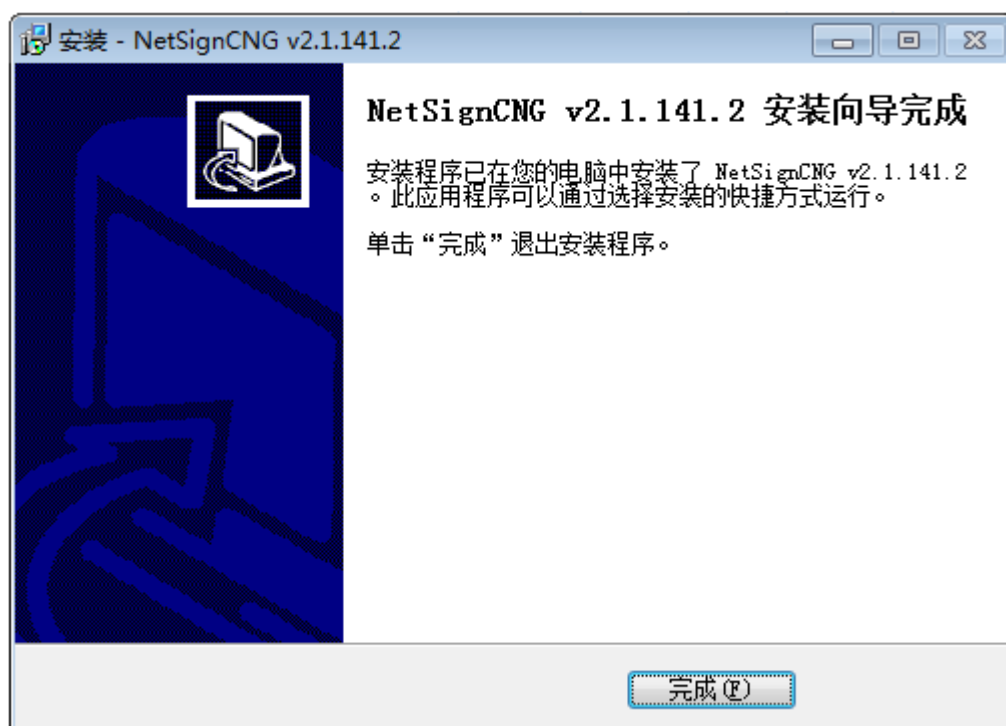 安装 - NetSignCNG v2.1.141.2
NetSignCNG v2.1.141.2 安装向导完成
安装程序已在您的电脑中安装了 NetSignCNG v2.1.141.2
。此应用程序可以通过选择安装的快捷方式运行。
单击“完成”退出安装程序。
完成(F)